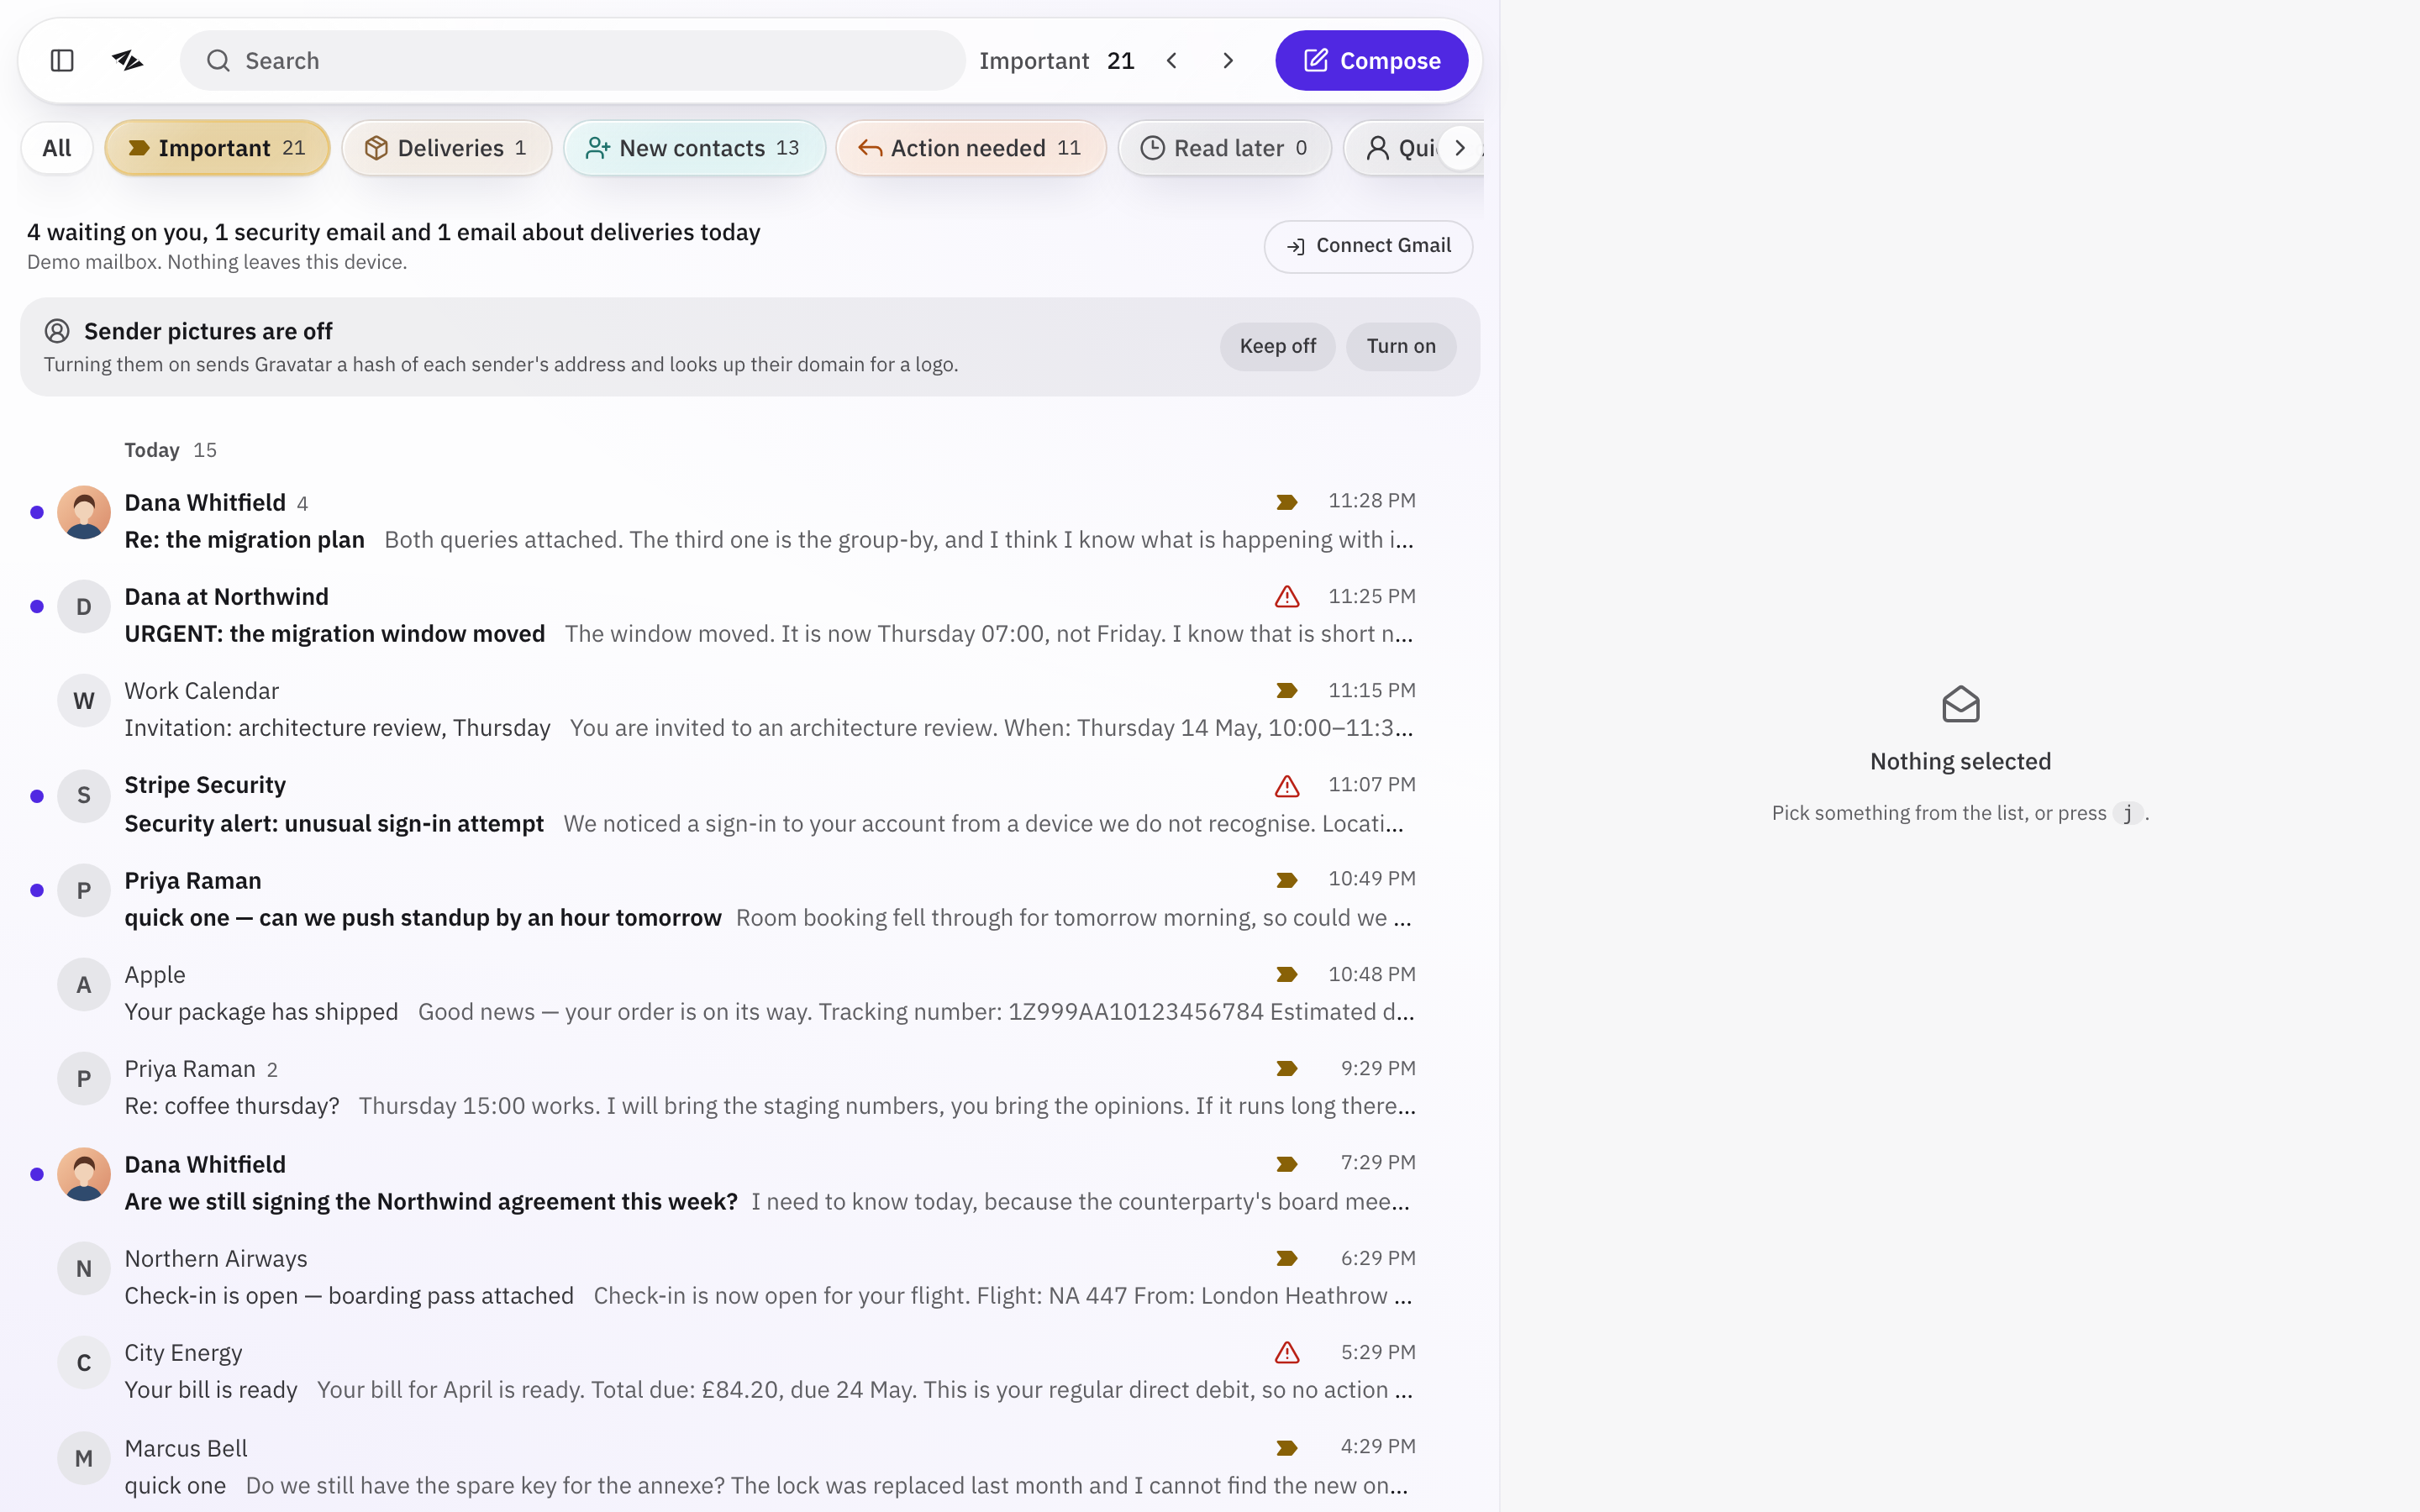 Search
Important 21
Compose
All
Important 21
Deliveries 1
New contacts 13
Action needed 11
Read later 0
4 waiting on you, 1 security email and 1 email about deliveries today
Demo mailbox. Nothing leaves this device.
Connect Gmail
Sender pictures are off
Turning them on sends Gravatar a hash of each sender's address and looks up their domain for a logo.
Keep off
Turn on
Today 15
Dana Whitfield 4 11:28 PM
Re: the migration plan Both queries attached. The third one is the group-by, and I think I know what is happening with i...
D Dana at Northwind 11:25 PM
URGENT: the migration window moved The window moved. It is now Thursday 07:00, not Friday. I know that is short n...
W Work Calendar 11:15 PM
Invitation: architecture review, Thursday You are invited to an architecture review. When: Thursday 14 May, 10:00–11:3...
S Stripe Security 11:07 PM
Security alert: unusual sign-in attempt We noticed a sign-in to your account from a device we do not recognise. Locati...
P Priya Raman 10:49 PM
quick one — can we push standup by an hour tomorrow Room booking fell through for tomorrow morning, so could we ...
A Apple 10:48 PM
Your package has shipped Good news — your order is on its way. Tracking number: 1Z999AA10123456784 Estimated d...
P Priya Raman 2 9:29 PM
Re: coffee thursday? Thursday 15:00 works. I will bring the staging numbers, you bring the opinions. If it runs long there...
Dana Whitfield 7:29 PM
Are we still signing the Northwind agreement this week? I need to know today, because the counterparty's board mee...
N Northern Airways 6:29 PM
Check-in is open — boarding pass attached Check-in is now open for your flight. Flight: NA 447 From: London Heathrow ...
C City Energy 5:29 PM
Your bill is ready Your bill for April is ready. Total due: £84.20, due 24 May. This is your regular direct debit, so no action ...
M Marcus Bell 4:29 PM
quick one Do we still have the spare key for the annexe? The lock was replaced last month and I cannot find the new on...
Nothing selected
Pick something from the list, or press j.